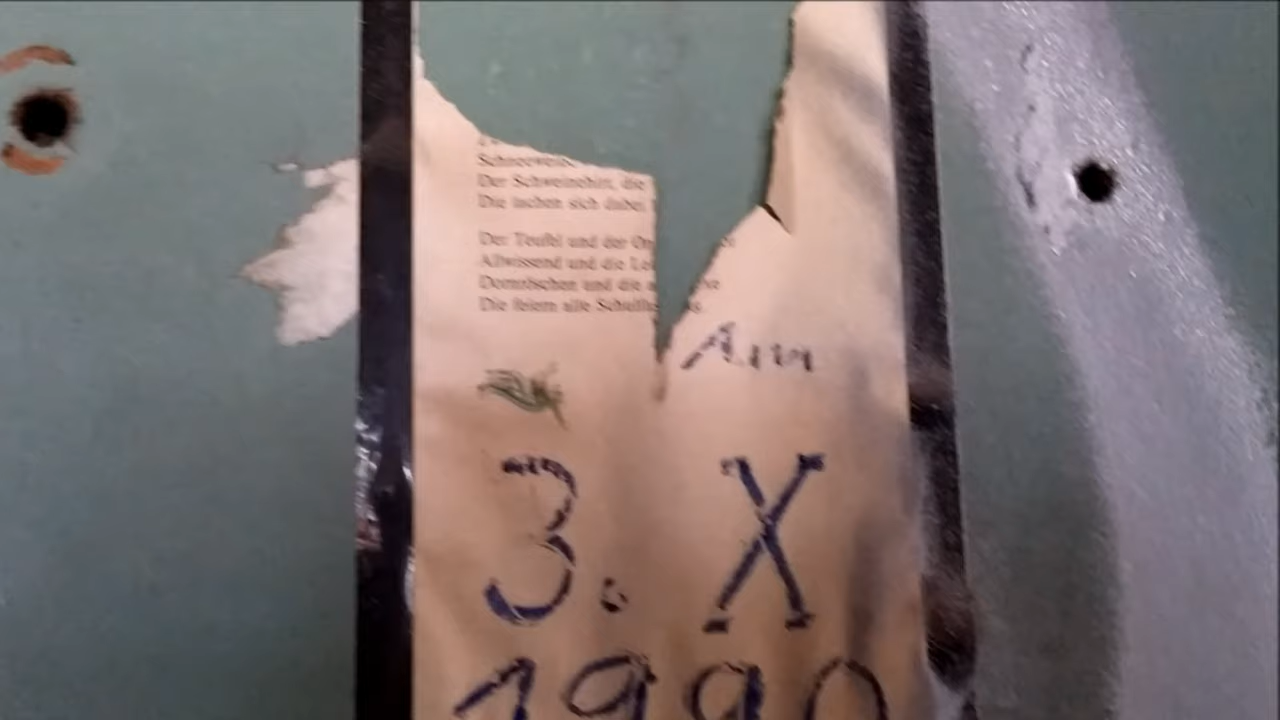 Schneeweiß
Der Schweinehirt, die
Die lachen sich dabei
Der Teufel und der
Allwissend und die
Dornröschen und die
Die feiern alle
Am
3. X
1990